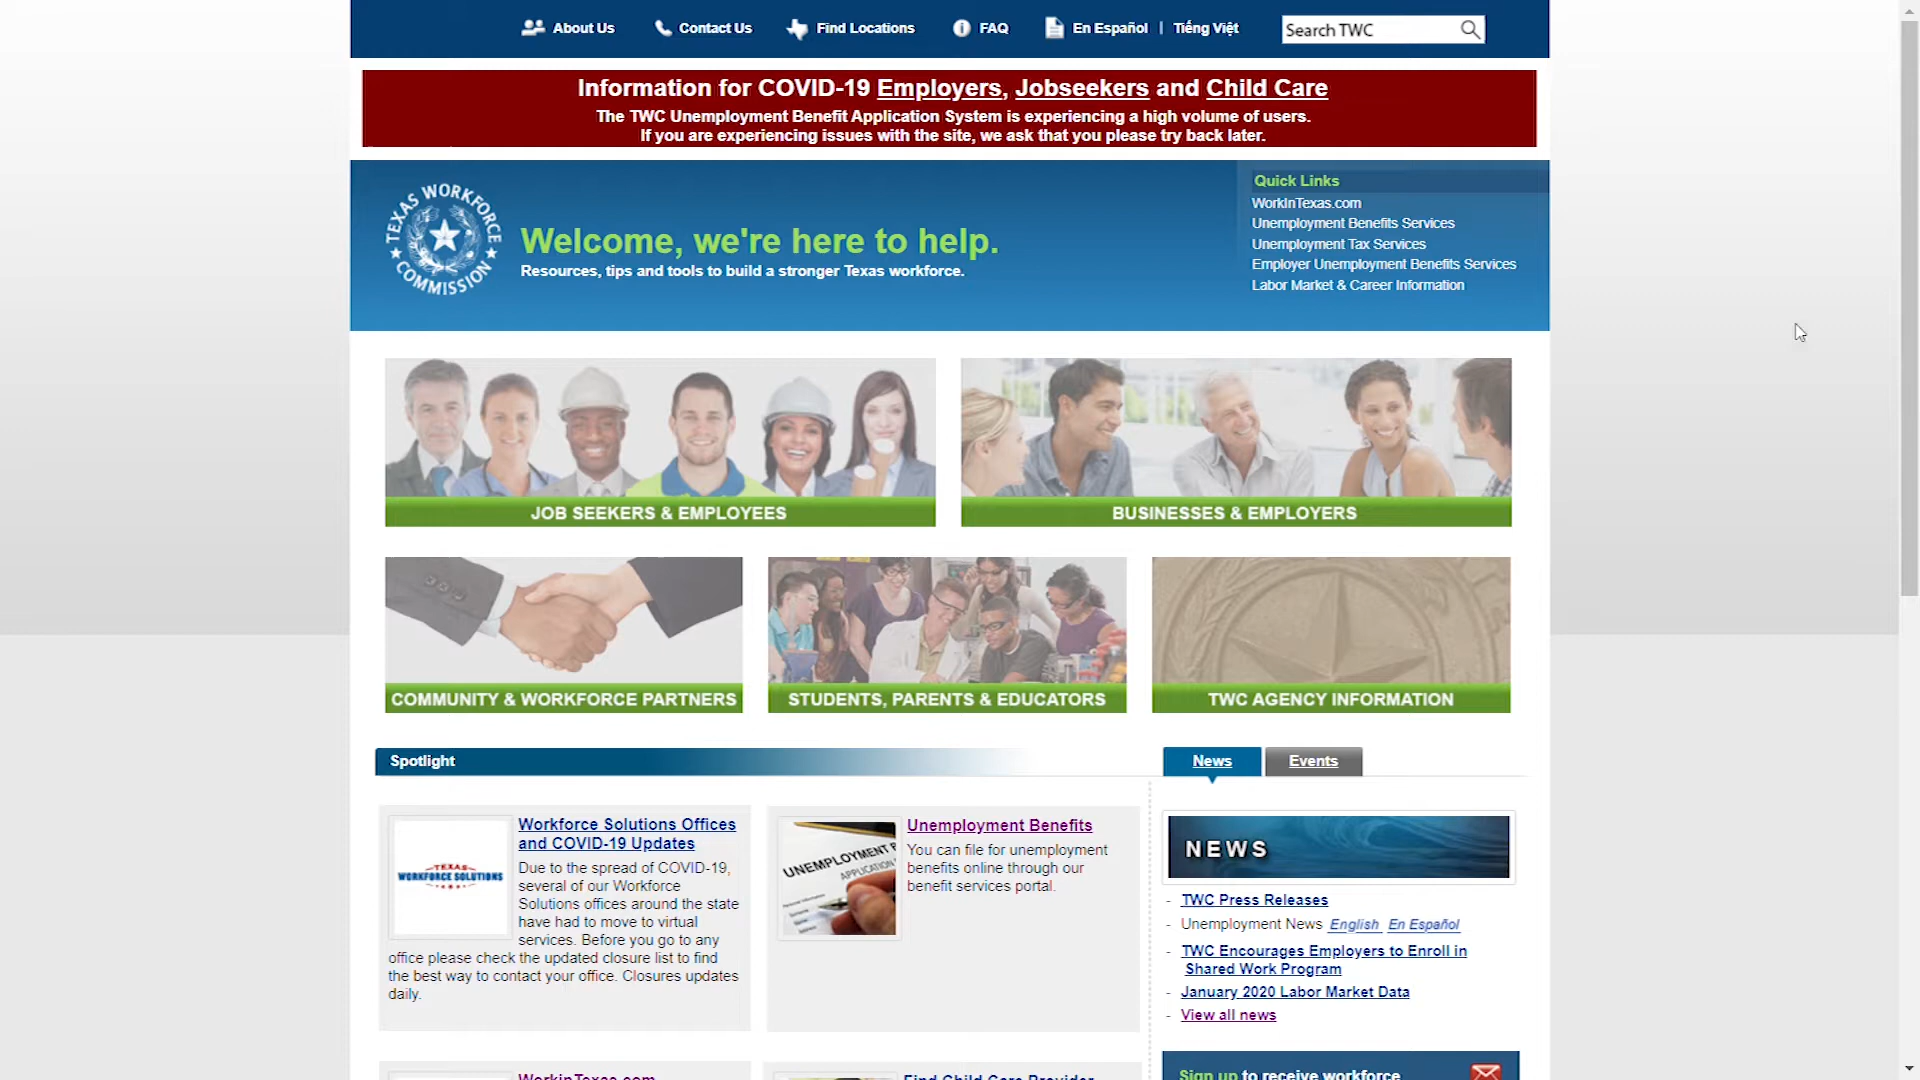 About Us Contact Us Find Locations FAQ En Español | Tiếng Việt Search TWC
Information for COVID-19 Employers, Jobseekers and Child Care
The TWC Unemployment Benefit Application System is experiencing a high volume of users.
If you are experiencing issues with the site, we ask that you please try back later.
TEXAS WORKFORCE COMMISSION
Welcome, we're here to help.
Resources, tips and tools to build a stronger Texas workforce.
Quick Links
WorkInTexas.com
Unemployment Benefits Services
Unemployment Tax Services
Employer Unemployment Benefits Services
Labor Market & Career Information
JOB SEEKERS & EMPLOYEES
BUSINESSES & EMPLOYERS
COMMUNITY & WORKFORCE PARTNERS
STUDENTS, PARENTS & EDUCATORS
TWC AGENCY INFORMATION
Spotlight
TEXAS
WORKFORCE SOLUTIONS
Workforce Solutions Offices
and COVID-19 Updates
Due to the spread of COVID-19,
several of our Workforce
Solutions offices around the state
have had to move to virtual
services. Before you go to any
office please check the updated closure list to find
the best way to contact your office. Closures updates
daily.
UNEMPLOYMENT
APPLICATION
Unemployment Benefits
You can file for unemployment
benefits online through our
benefit services portal.
News Events
NEWS
- TWC Press Releases
- Unemployment News English En Español
- TWC Encourages Employers to Enroll in
Shared Work Program
- January 2020 Labor Market Data
- View all news
WorkinTexas.com
Find Child Care Provider
Sign up to receive workforce